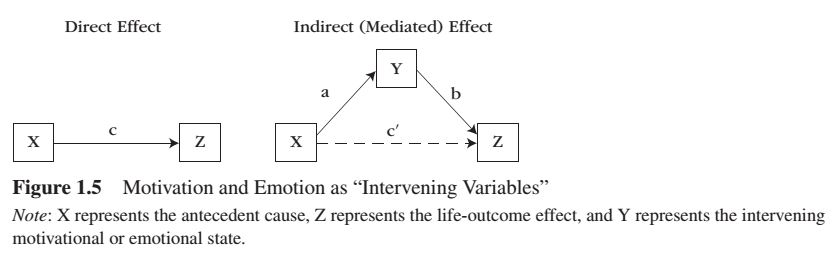 Direct Effect
Indirect (Mediated) Effect
Y
a
b
X
c
Z
X
c′
Z
Figure 1.5 Motivation and Emotion as “Intervening Variables”
Note: X represents the antecedent cause, Z represents the life-outcome effect, and Y represents the intervening
motivational or emotional state.